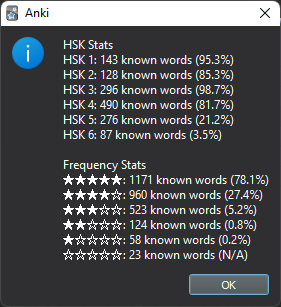 Anki
HSK Stats
HSK 1: 143 known words (95.3%)
HSK 2: 128 known words (85.3%)
HSK 3: 296 known words (98.7%)
HSK 4: 490 known words (81.7%)
HSK 5: 276 known words (21.2%)
HSK 6: 87 known words (3.5%)
Frequency Stats
★★★★★: 1171 known words (78.1%)
★★★★☆: 960 known words (27.4%)
★★★☆☆: 523 known words (5.2%)
★★☆☆☆: 124 known words (0.8%)
★☆☆☆☆: 58 known words (0.2%)
☆☆☆☆☆: 23 known words (N/A)
OK